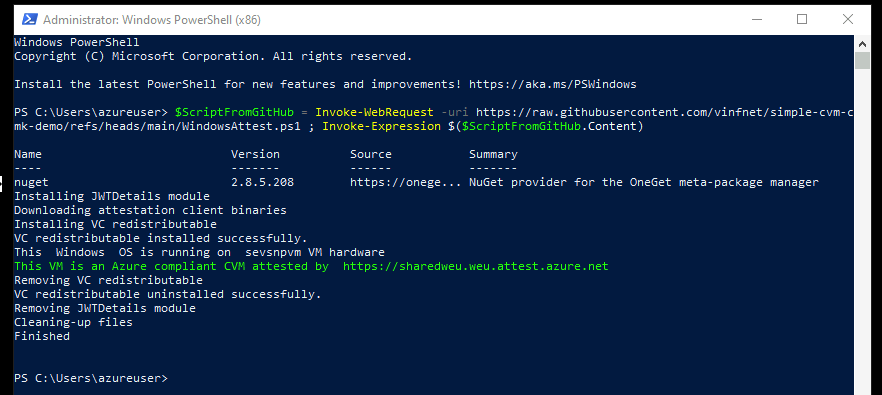 Administrator: Windows PowerShell (x86)
Windows PowerShell
Copyright (C) Microsoft Corporation. All rights reserved.
Install the latest PowerShell for new features and improvements! https://aka.ms/PSWindows
PS C:\Users\azureuser> $ScriptFromGitHub = Invoke-WebRequest -uri https://raw.githubusercontent.com/vinfnet/simple-cvm-c
mk-demo/refs/heads/main/WindowsAttest.ps1 ; Invoke-Expression $($ScriptFromGitHub.Content)
Name Version Source Summary
---- ------- ------ -------
nuget 2.8.5.208 https://onege... NuGet provider for the OneGet meta-package manager
Installing JWTDetails module
Downloading attestation client binaries
Installing VC redistributable
VC redistributable installed successfully.
This  Windows  OS is running on  sevsnpvm VM hardware
This VM is an Azure compliant CVM attested by  https://sharedweu.weu.attest.azure.net
Removing VC redistributable
VC redistributable uninstalled successfully.
Removing JWTDetails module
Cleaning-up files
Finished
PS C:\Users\azureuser>